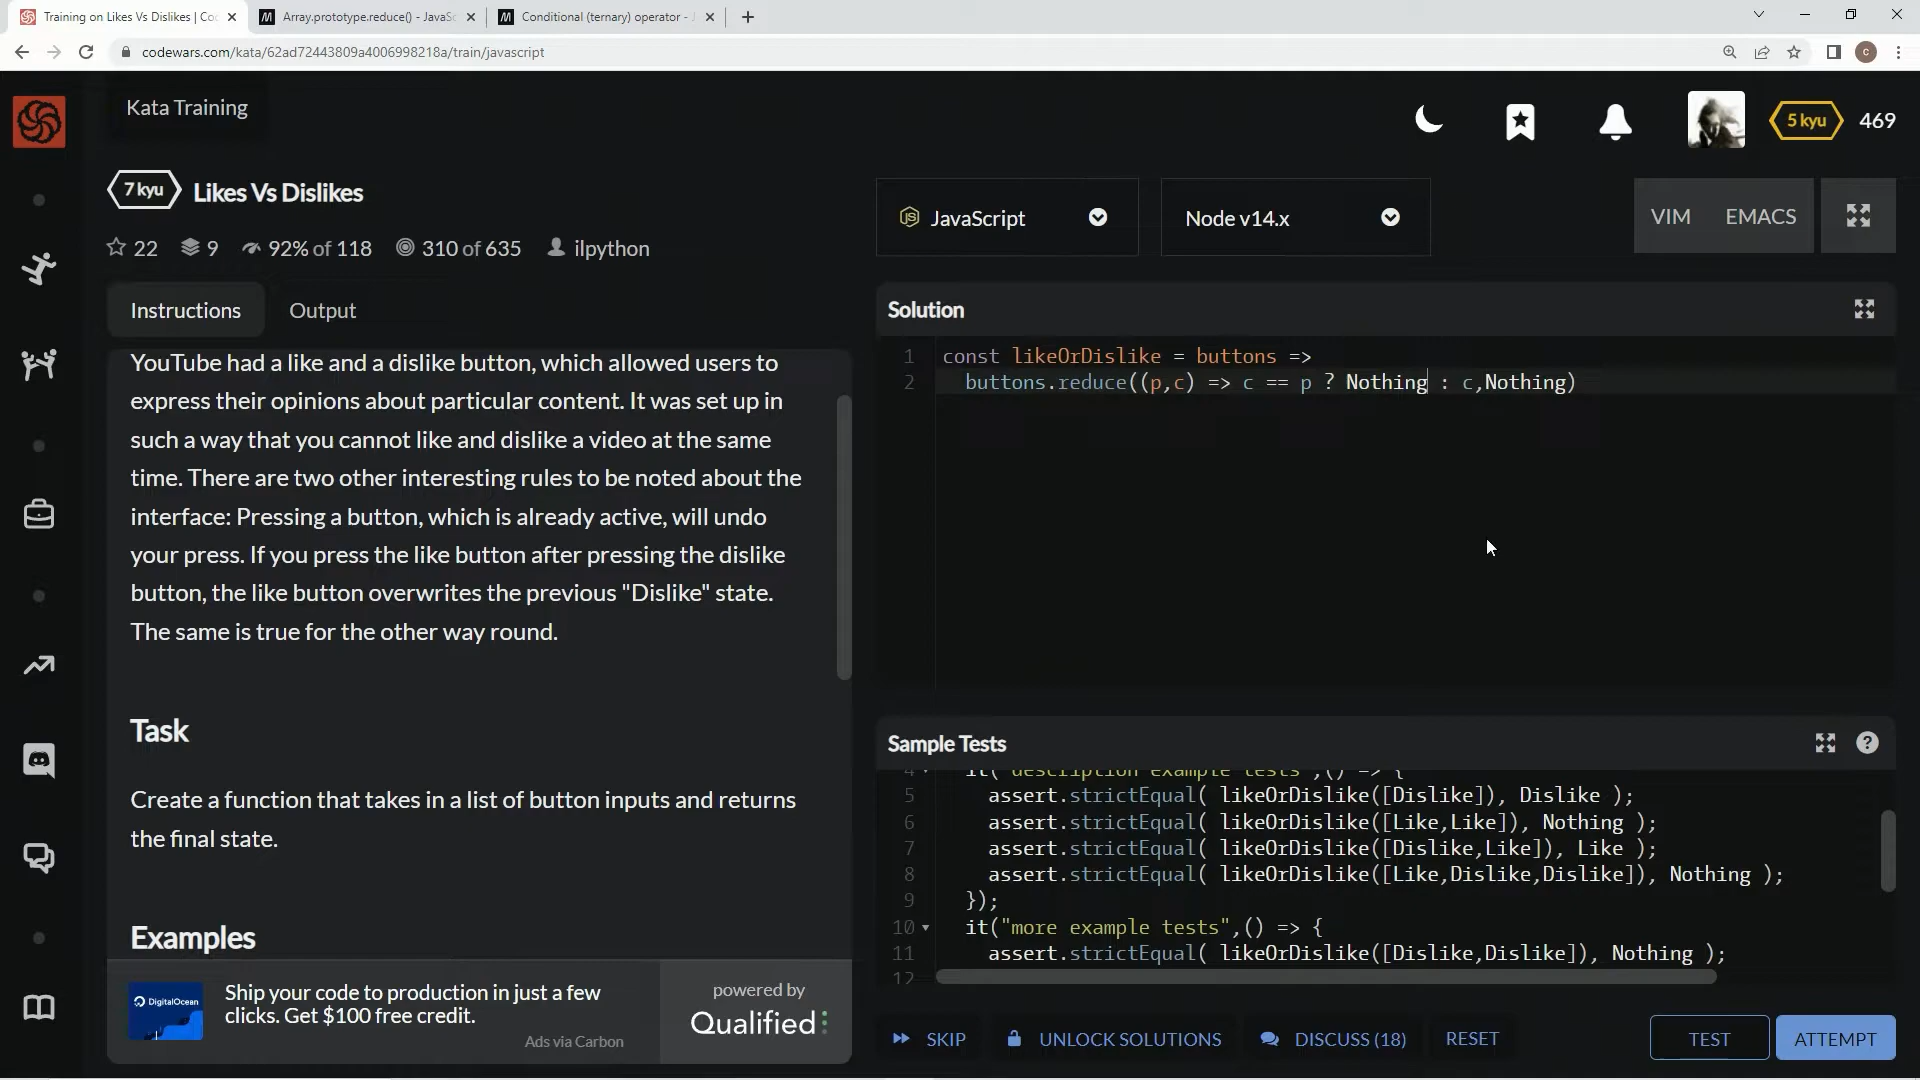 Training on Likes Vs Dislikes | Co
Array.prototype.reduce() - JavaSc
Conditional (ternary) operator -
codewars.com/kata/62ad72443809a4006998218a/train/javascript
C
Kata Training
5 kyu
469
7 kyu
Likes Vs Dislikes
22
9
92% of 118
310 of 635
ilpython
JS
JavaScript
Node v14.x
VIM
EMACS
Instructions
Output
YouTube had a like and a dislike button, which allowed users to
express their opinions about particular content. It was set up in
such a way that you cannot like and dislike a video at the same
time. There are two other interesting rules to be noted about the
interface: Pressing a button, which is already active, will undo
your press. If you press the like button after pressing the dislike
button, the like button overwrites the previous "Dislike" state.
The same is true for the other way round.
Task
Create a function that takes in a list of button inputs and returns
the final state.
Examples
DigitalOcean
Ship your code to production in just a few
clicks. Get $100 free credit.
Ads via Carbon
powered by
Qualified
Solution
1 const likeOrDislike = buttons =>
2 buttons.reduce((p,c) => c == p ? Nothing : c,Nothing)
Sample Tests
?
4 it("description example tests",() => {
5 assert.strictEqual( likeOrDislike([Dislike]), Dislike );
6 assert.strictEqual( likeOrDislike([Like,Like]), Nothing );
7 assert.strictEqual( likeOrDislike([Dislike,Like]), Like );
8 assert.strictEqual( likeOrDislike([Like,Dislike,Dislike]), Nothing );
9 });
10 it("more example tests",() => {
11 assert.strictEqual( likeOrDislike([Dislike,Dislike]), Nothing );
12
SKIP
UNLOCK SOLUTIONS
DISCUSS (18)
RESET
TEST
ATTEMPT